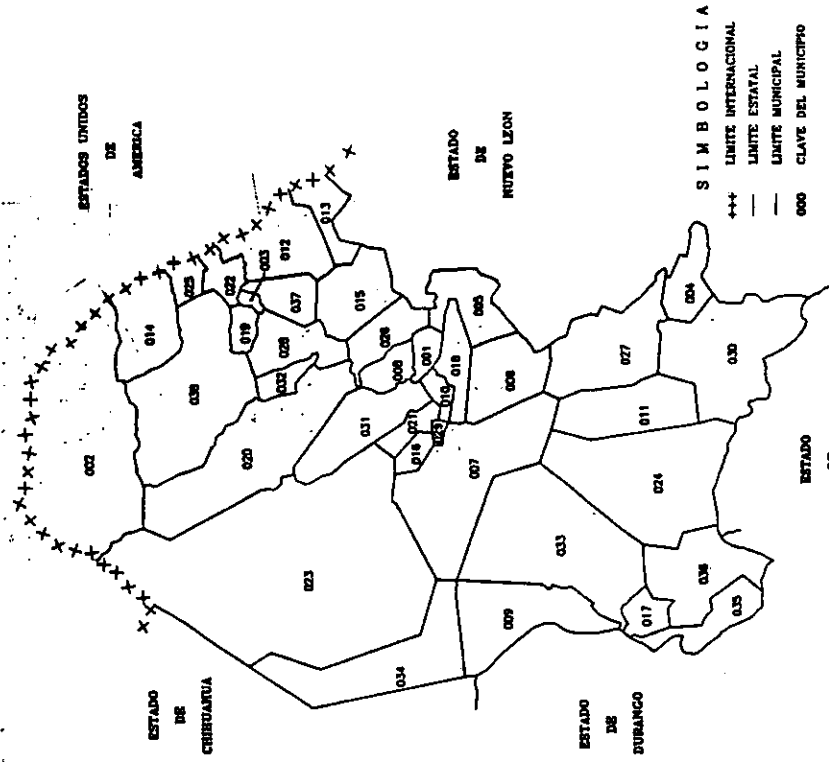 ESTADOS UNIDOS
DE
AMERICA
ESTADO
DE
CHIHUAHUA
ESTADO
DE
NUEVO LEON
ESTADO
DE
DURANGO
ESTADO
002
014
025
022
003
012
013
038
019
037
015
028
032
020
026
031
006
001
005
018
010
021
016
029
008
007
023
034
009
033
027
004
011
030
024
017
036
035
SIMBOLOGIA
+++ LIMITE INTERNACIONAL
— LIMITE ESTATAL
— LIMITE MUNICIPAL
000 CLAVE DEL MUNICIPIO